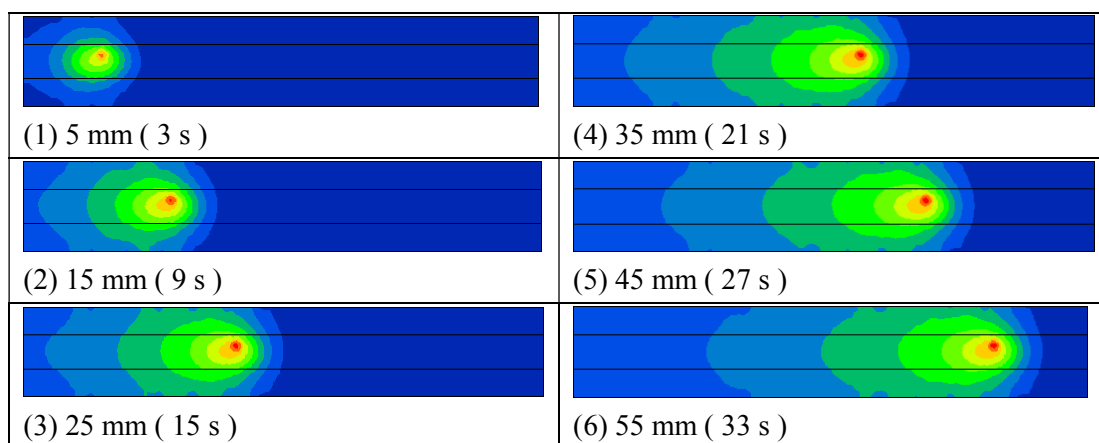 (1) 5 mm ( 3 s )
(4) 35 mm ( 21 s )
(2) 15 mm ( 9 s )
(5) 45 mm ( 27 s )
(3) 25 mm ( 15 s )
(6) 55 mm ( 33 s )